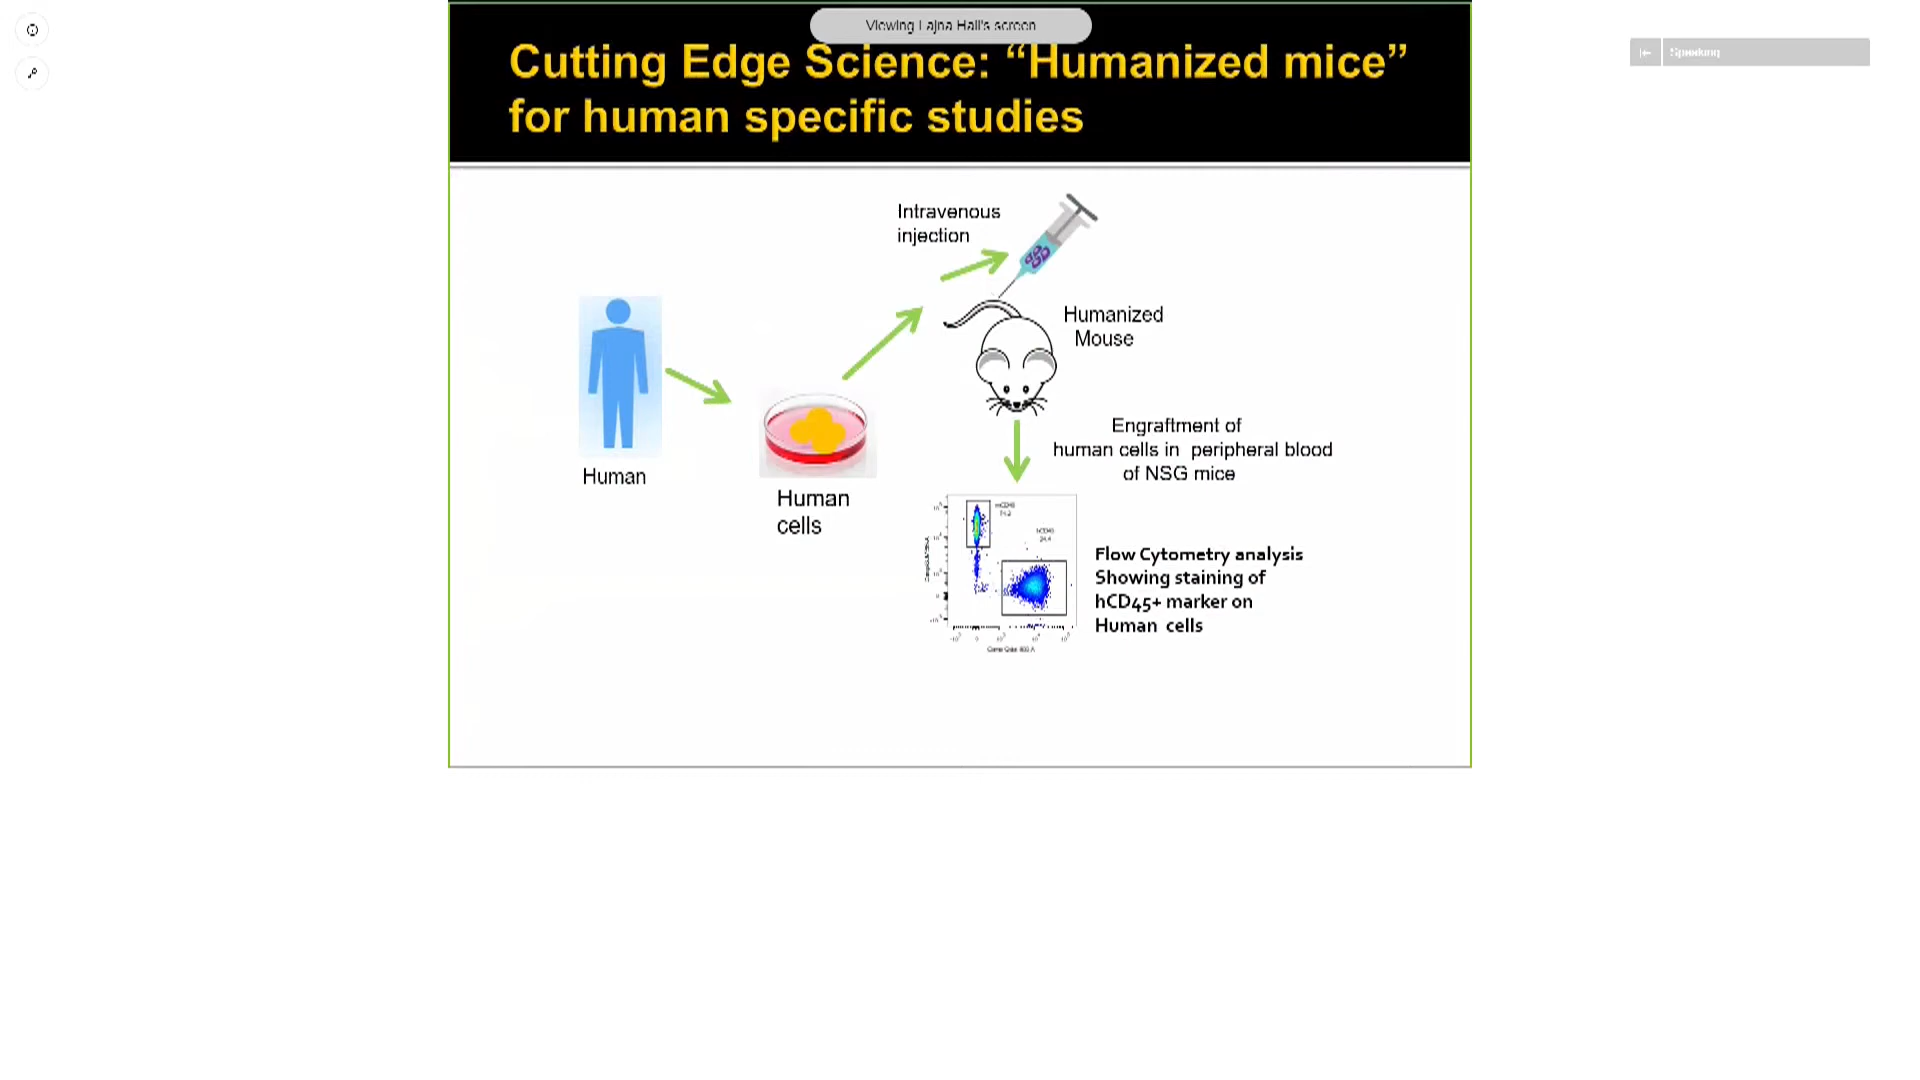 Viewing Lajna Hall's screen
Cutting Edge Science: “Humanized mice”
for human specific studies
Intravenous
injection
Humanized
Mouse
Human
Human
cells
Engraftment of
human cells in peripheral blood
of NSG mice
Flow Cytometry analysis
Showing staining of
hCD45+ marker on
Human cells
Speaking